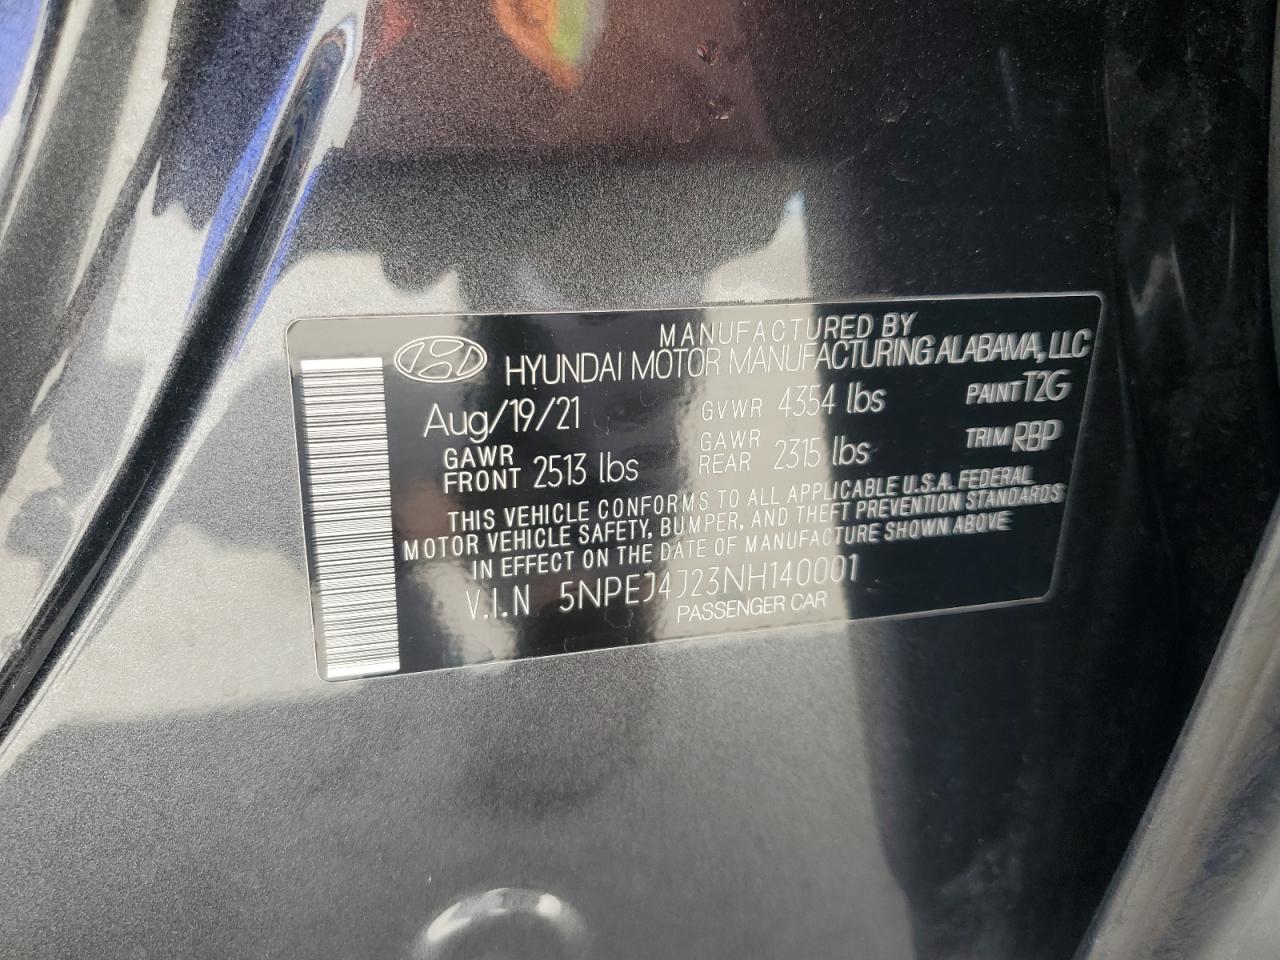 MANUFACTURED BY
HYUNDAI MOTOR MANUFACTURING ALABAMA, LLC
Aug/19/21 GVWR 4354 lbs PAINT T2G
GAWR FRONT 2513 lbs GAWR REAR 2315 lbs TRIM RBP
THIS VEHICLE CONFORMS TO ALL APPLICABLE U.S.A. FEDERAL
MOTOR VEHICLE SAFETY, BUMPER, AND THEFT PREVENTION STANDARDS
IN EFFECT ON THE DATE OF MANUFACTURE SHOWN ABOVE
V.I.N 5NPEJ4J23NH140001
PASSENGER CAR